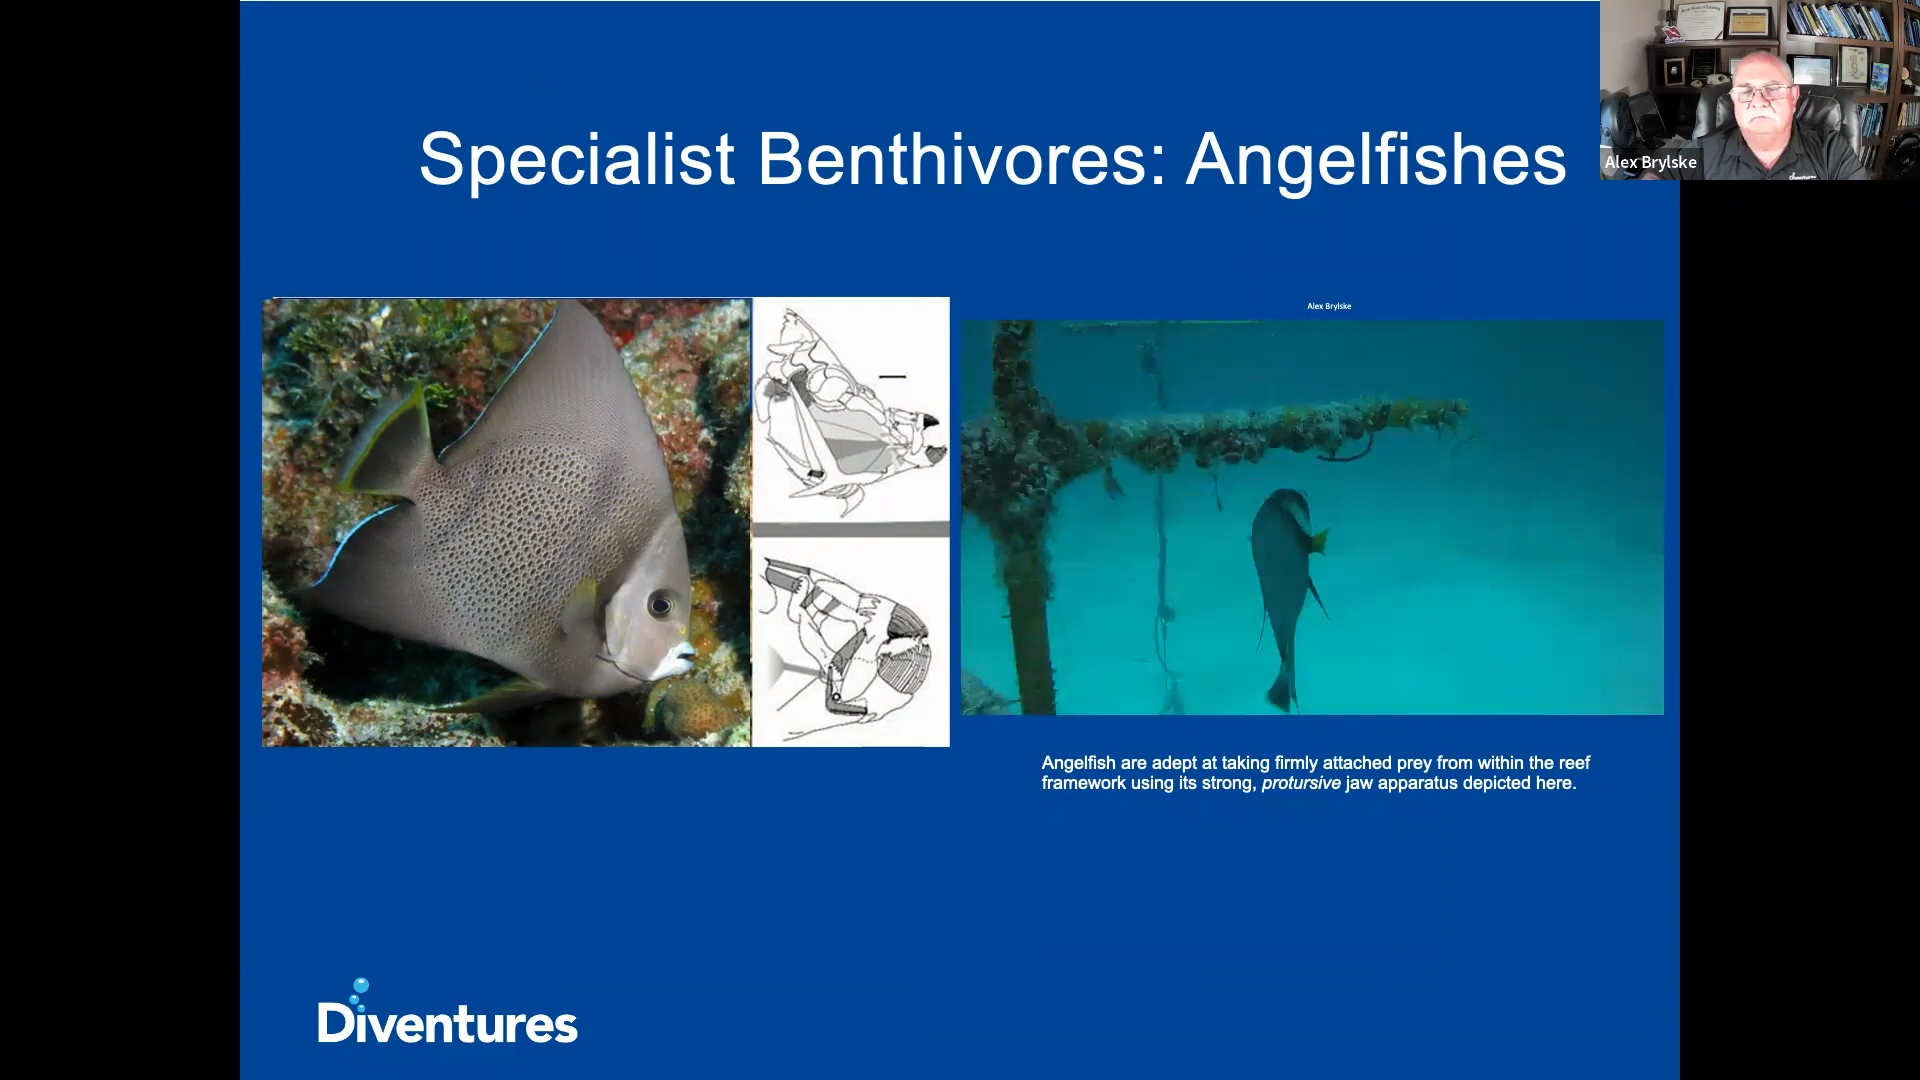 Specialist Benthivores: Angelfishes
Alex Brylske
Alex Brylske
Angelfish are adept at taking firmly attached prey from within the reef
framework using its strong, protursive jaw apparatus depicted here.
Diventures
Diventures